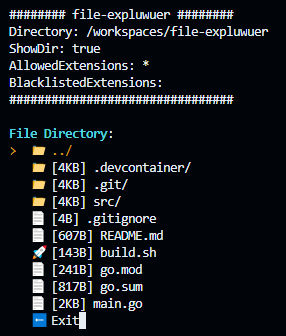 ######## file-expluwuer ########
Directory: /workspaces/file-expluwuer
ShowDir: true
AllowedExtensions: *
BlacklistedExtensions:
################################
File Directory:
> 📁 ../
📁 [4KB] .devcontainer/
📁 [4KB] .git/
📁 [4KB] src/
📄 [4B] .gitignore
📄 [607B] README.md
🚀 [143B] build.sh
📄 [241B] go.mod
📄 [817B] go.sum
📄 [2KB] main.go
⬅️ Exit